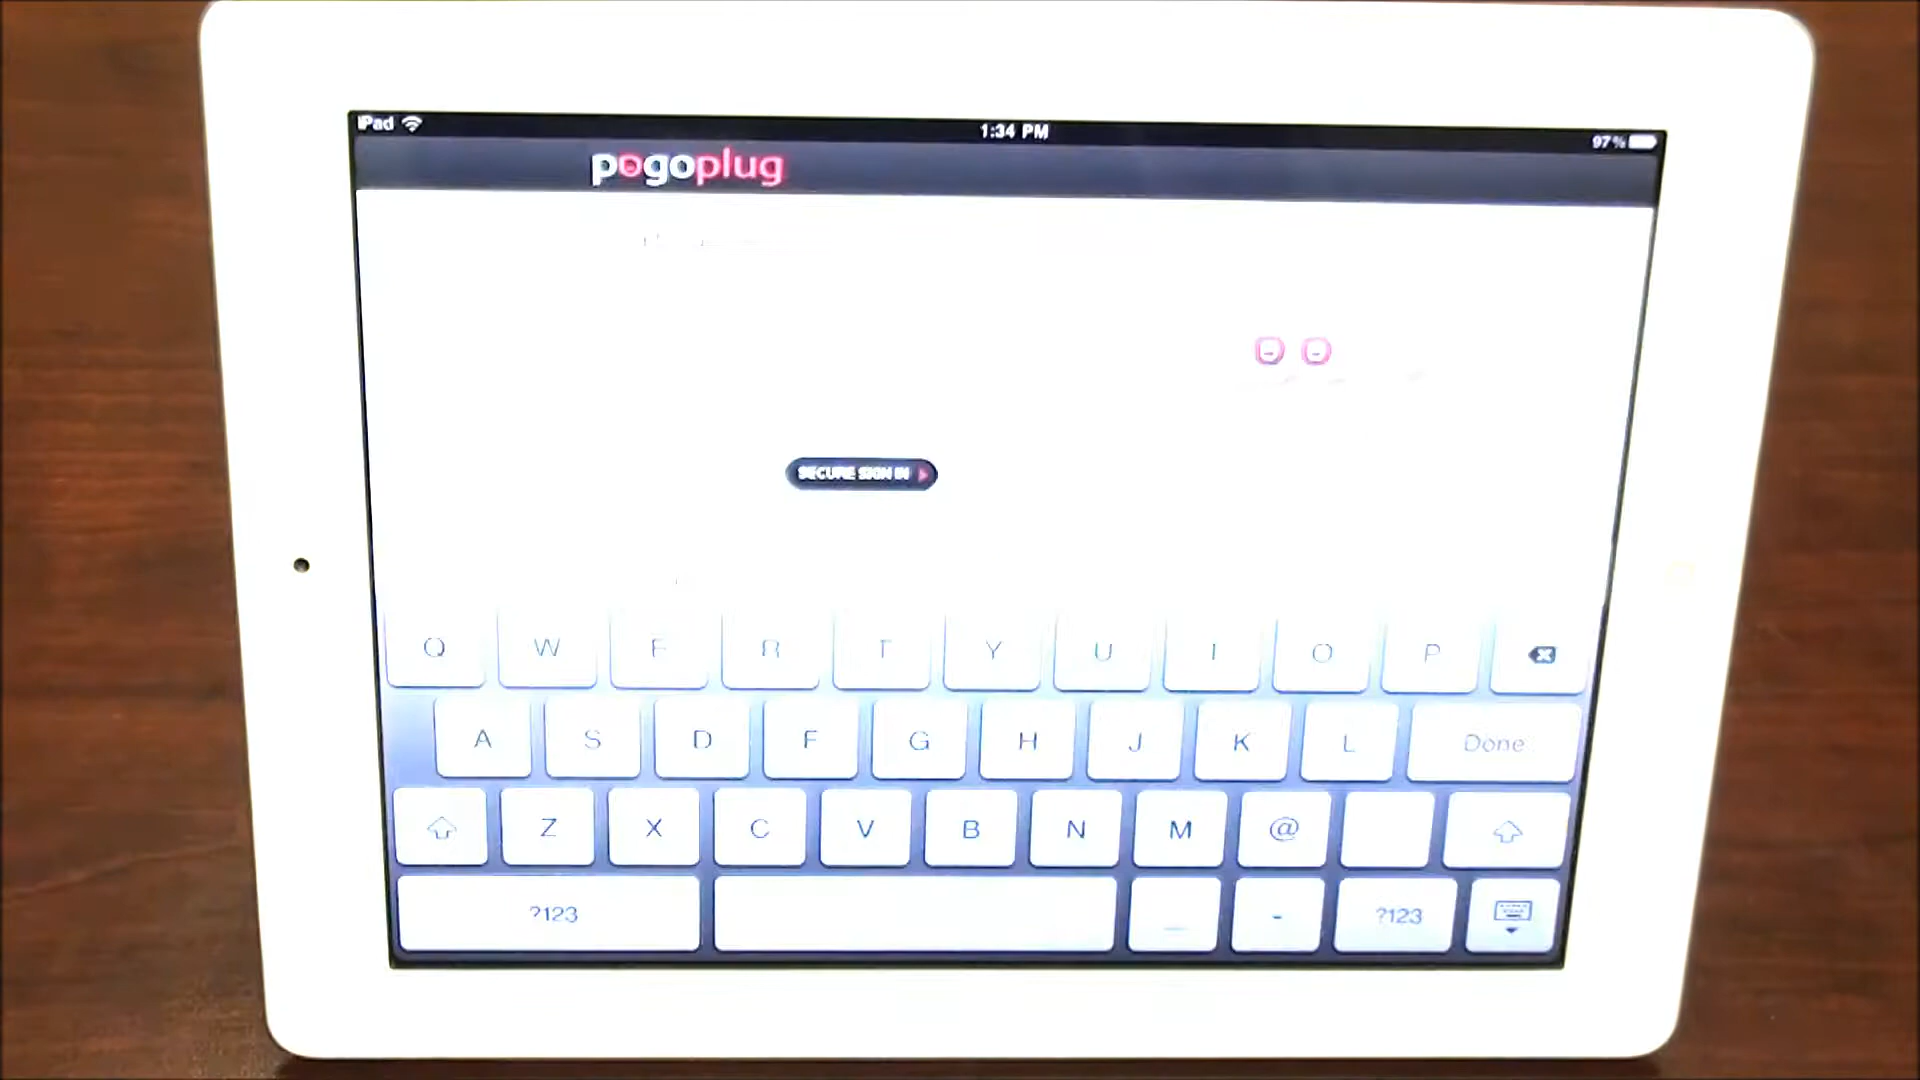 iPad 1:34 PM 97%
pogoplug
SECURE SIGN IN
Q W E R T Y U I O P
A S D F G H J K L Done
Z X C V B N M @
?123 _ - ?123